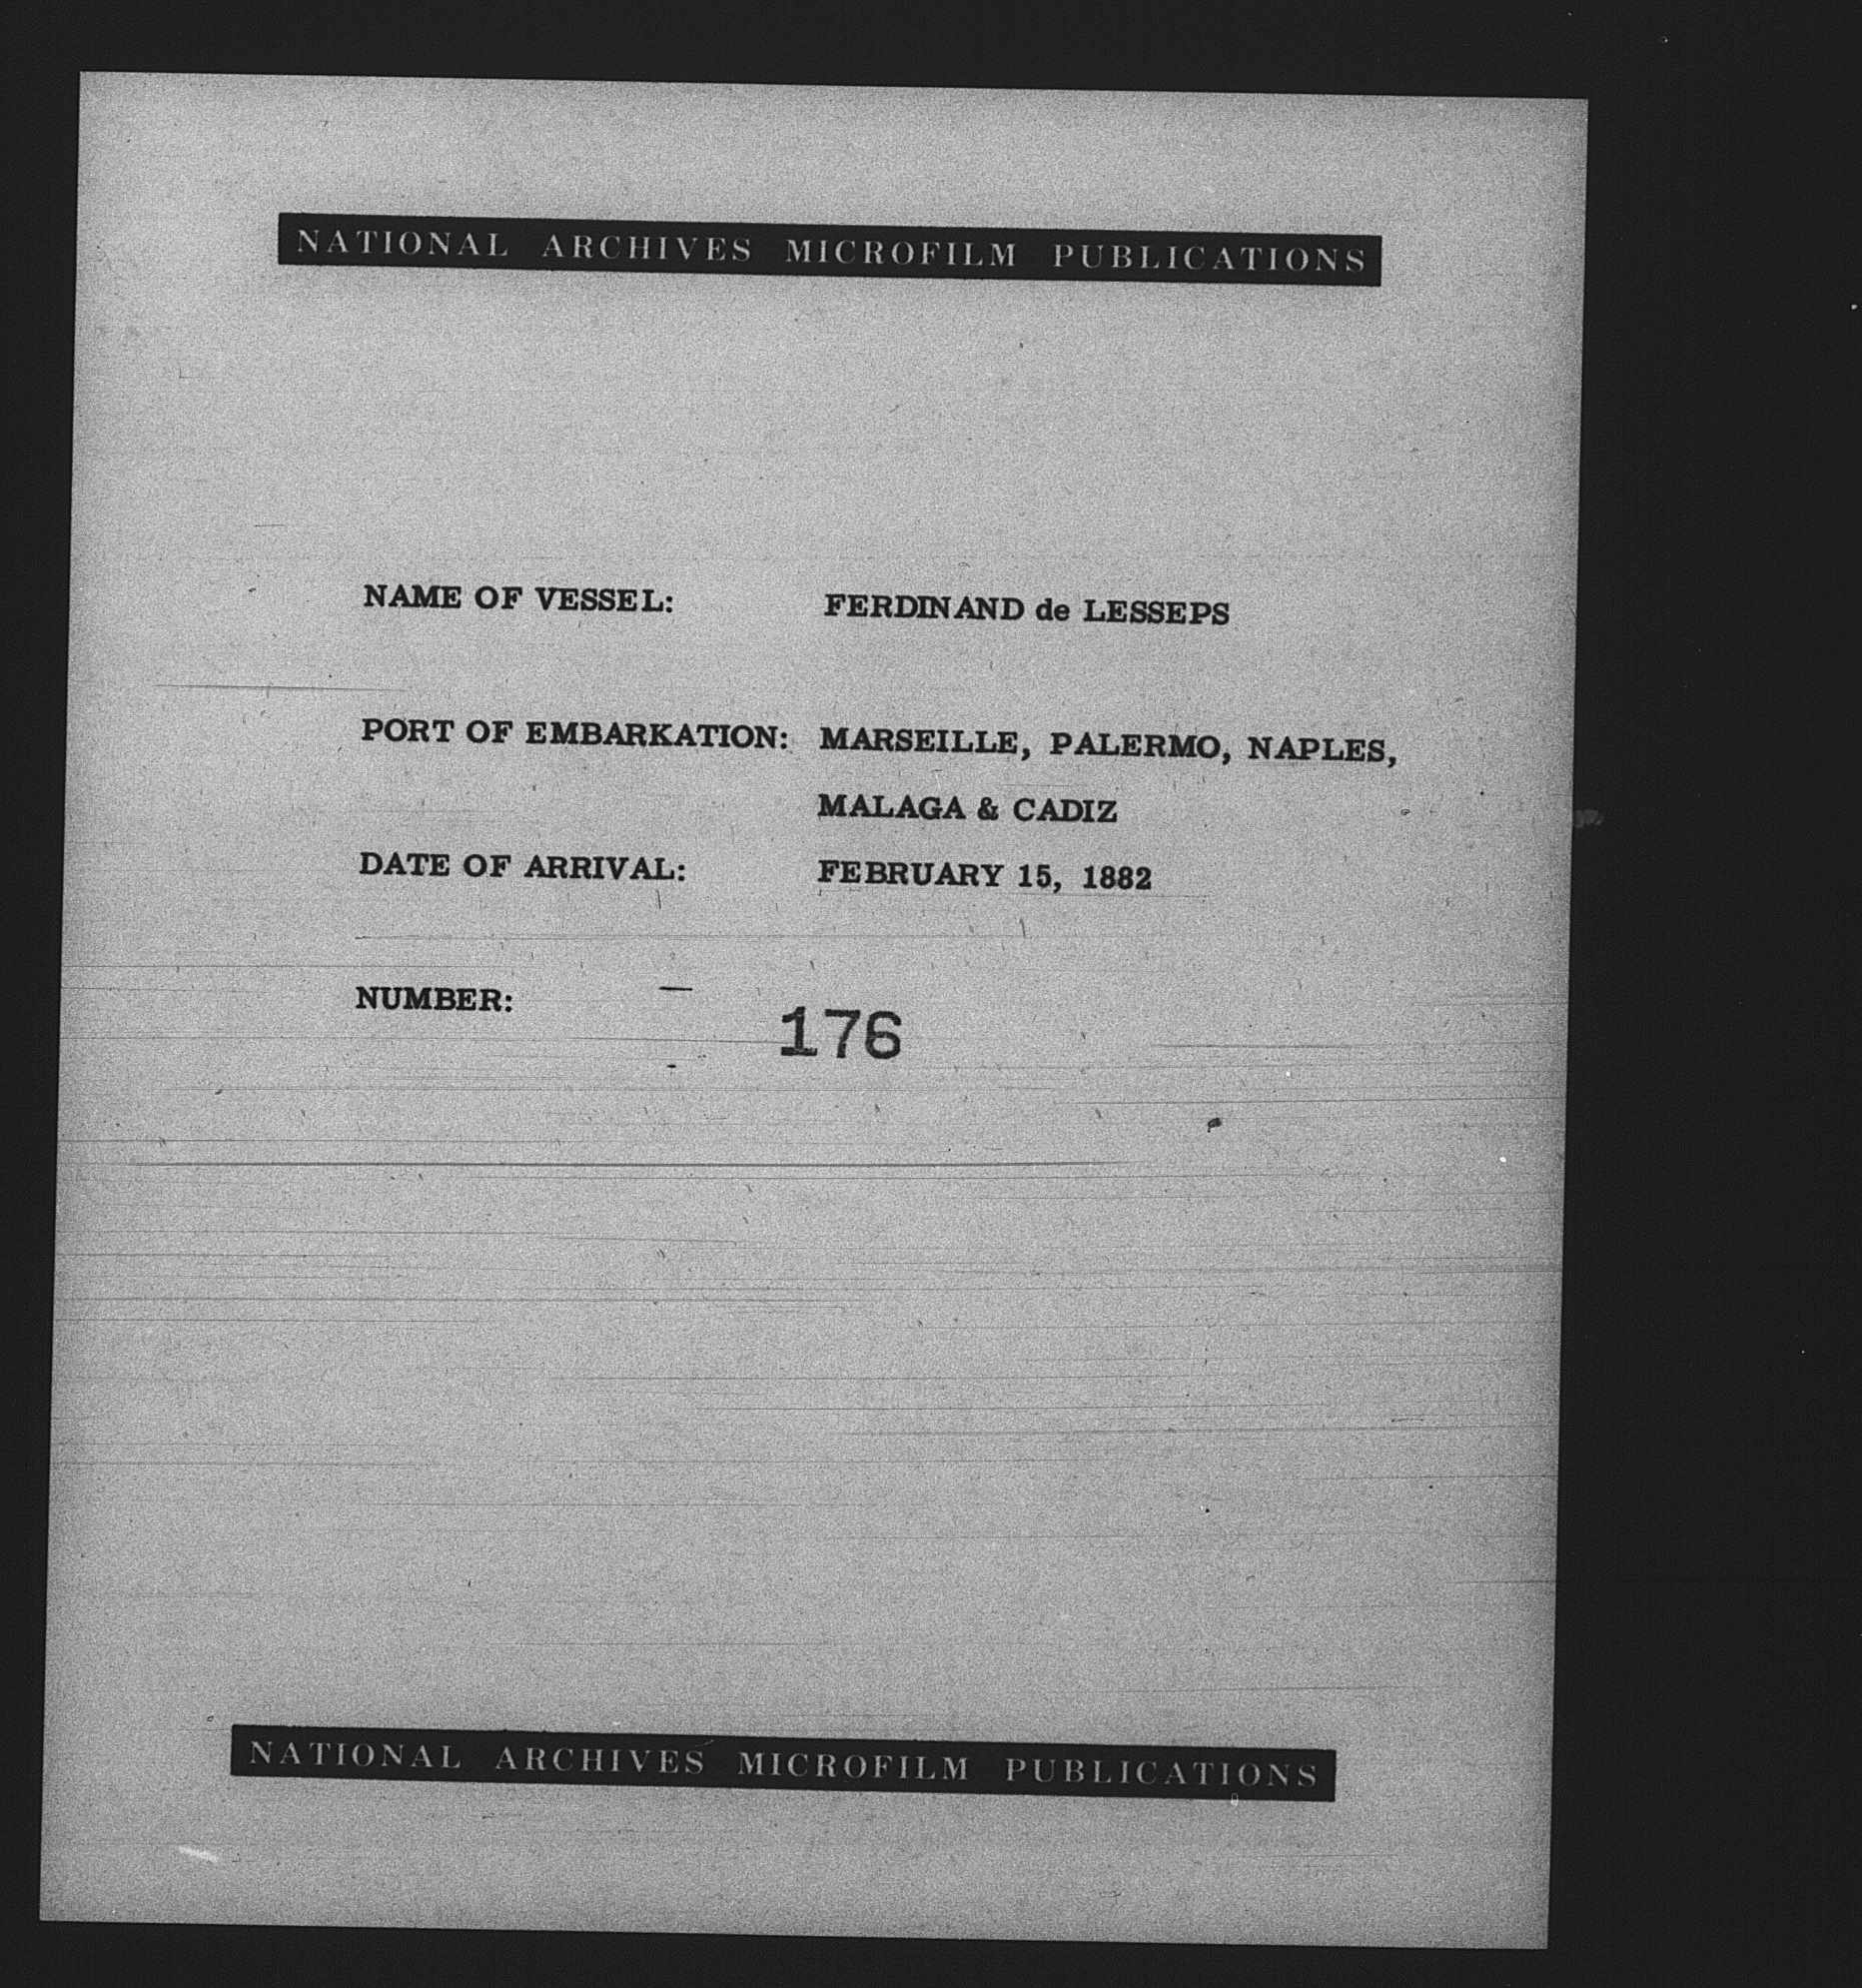 NATIONAL ARCHIVES MICROFILM PUBLICATIONS
NAME OF VESSEL: FERDINAND de LESSEPS
PORT OF EMBARKATION: MARSEILLE, PALERMO, NAPLES,
MALAGA & CADIZ
DATE OF ARRIVAL: FEBRUARY 15, 1882
NUMBER: 176
NATIONAL ARCHIVES MICROFILM PUBLICATIONS